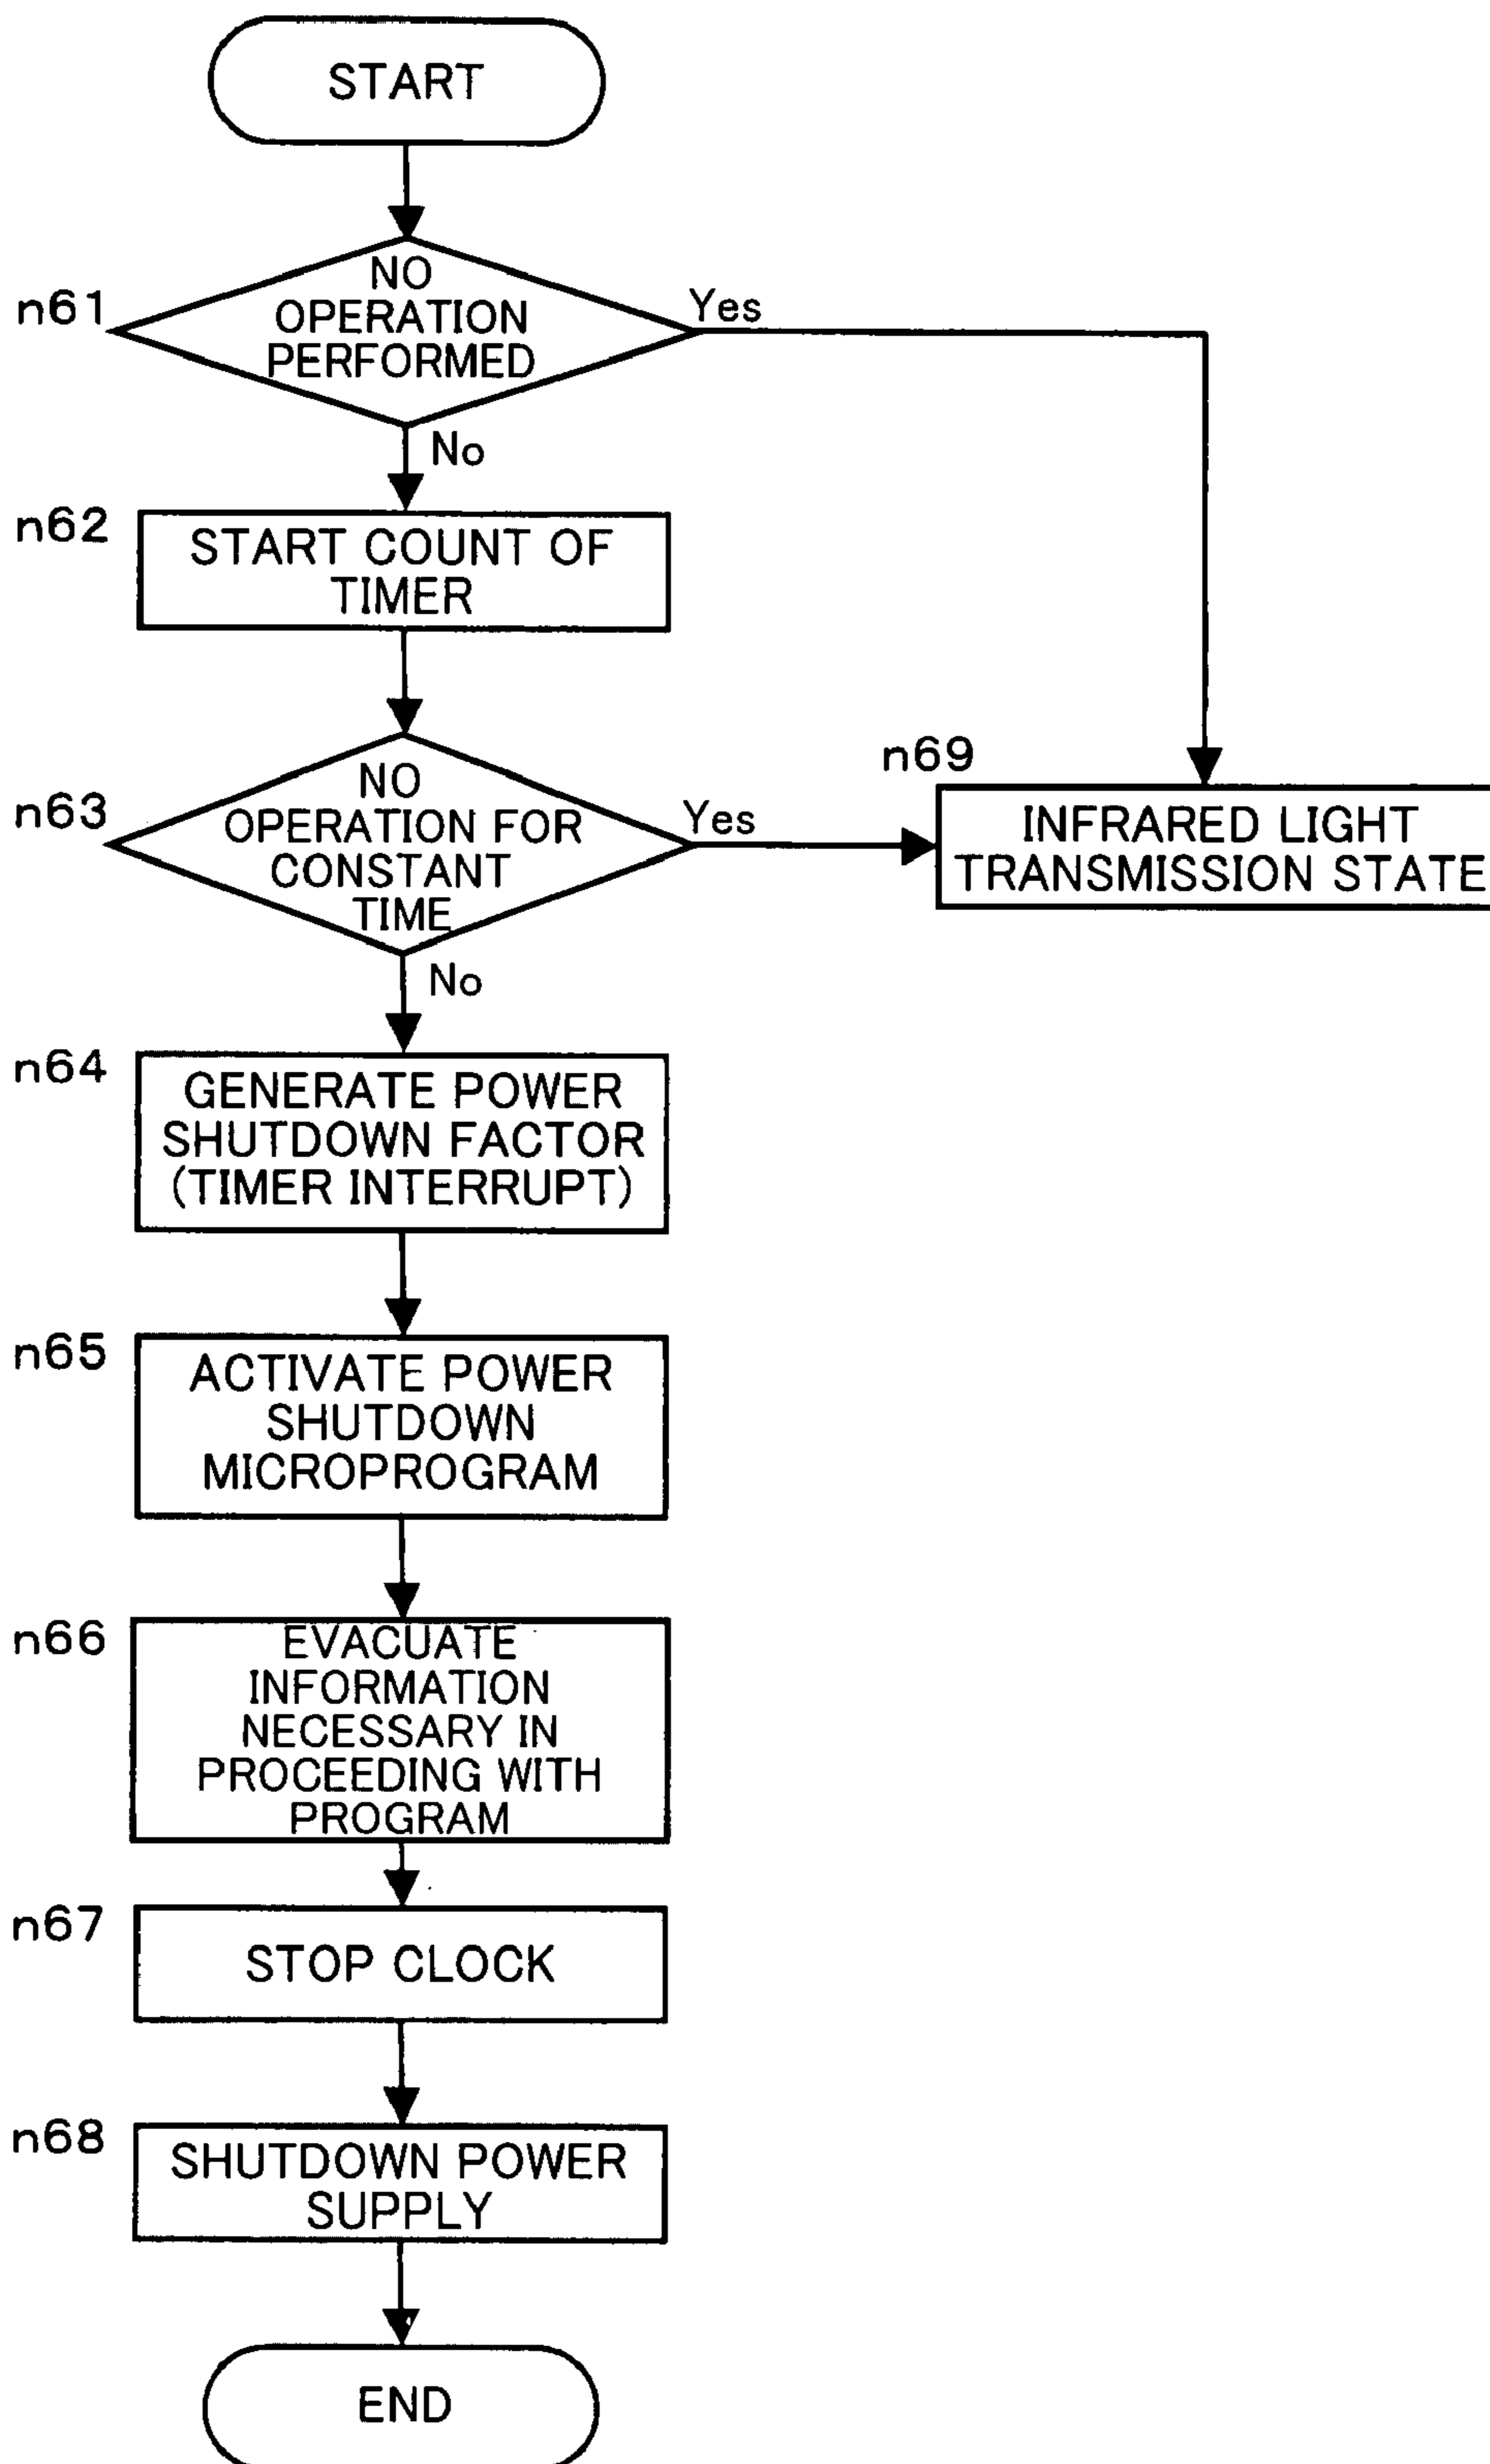 START
n61
NO
OPERATION
PERFORMED
Yes
No
n62
START COUNT OF
TIMER
n63
NO
OPERATION FOR
CONSTANT
TIME
Yes
n69
INFRARED LIGHT
TRANSMISSION STATE
No
n64
GENERATE POWER
SHUTDOWN FACTOR
(TIMER INTERRUPT)
n65
ACTIVATE POWER
SHUTDOWN
MICROPROGRAM
n66
EVACUATE
INFORMATION
NECESSARY IN
PROCEEDING WITH
PROGRAM
n67
STOP CLOCK
n68
SHUTDOWN POWER
SUPPLY
END